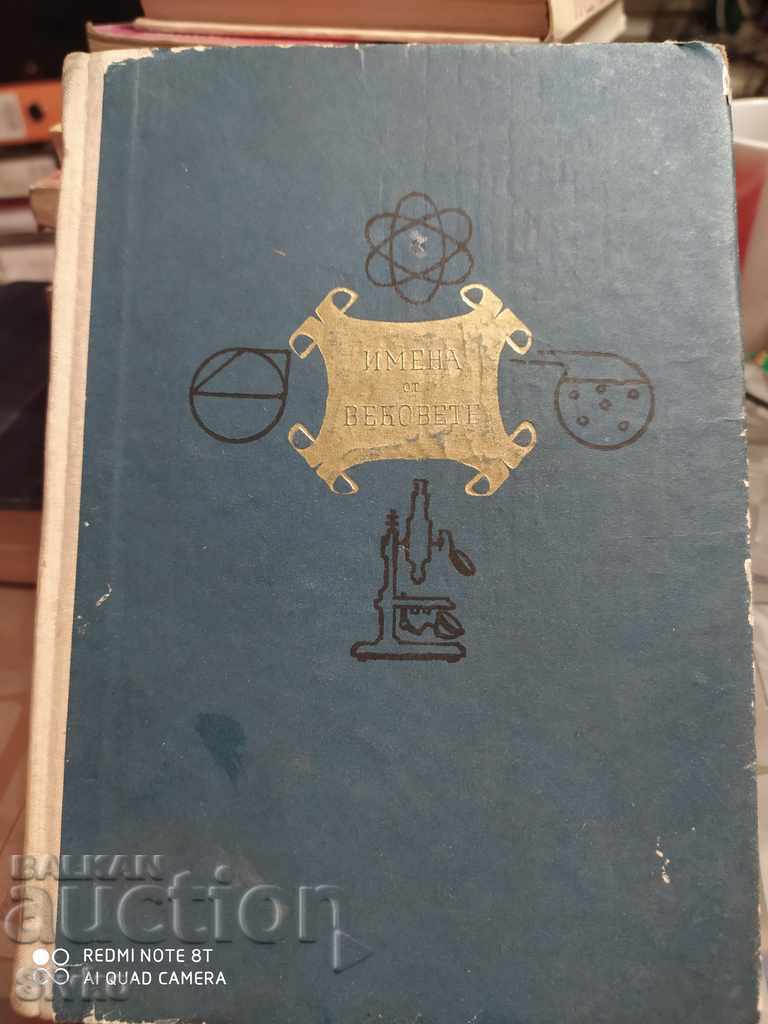 ИМЕНА
от
ВЕКОВЕТЕ
BALKAN
auction
REDMI NOTE 8T
AI QUAD CAMERA